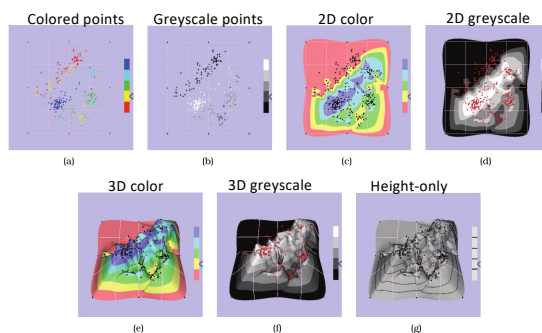 Colored points
Greyscale points
2D color
2D greyscale
(a)
(b)
(c)
(d)
3D color
3D greyscale
Height-only
(e)
(f)
(g)